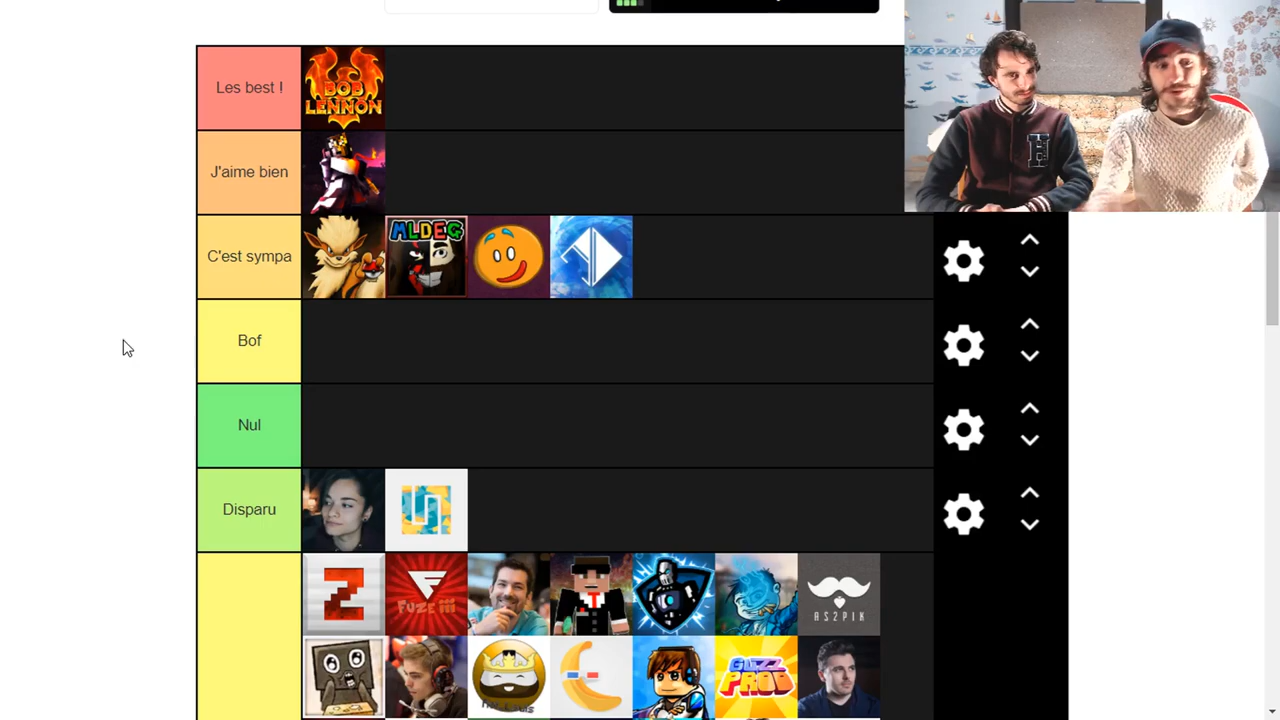 Les best !
BOB
LENNON
J'aime bien
C'est sympa
MLDEG
Bof
Nul
Disparu
Z
F
FUZE III
AS2PIK
GUZZ
PROD
H